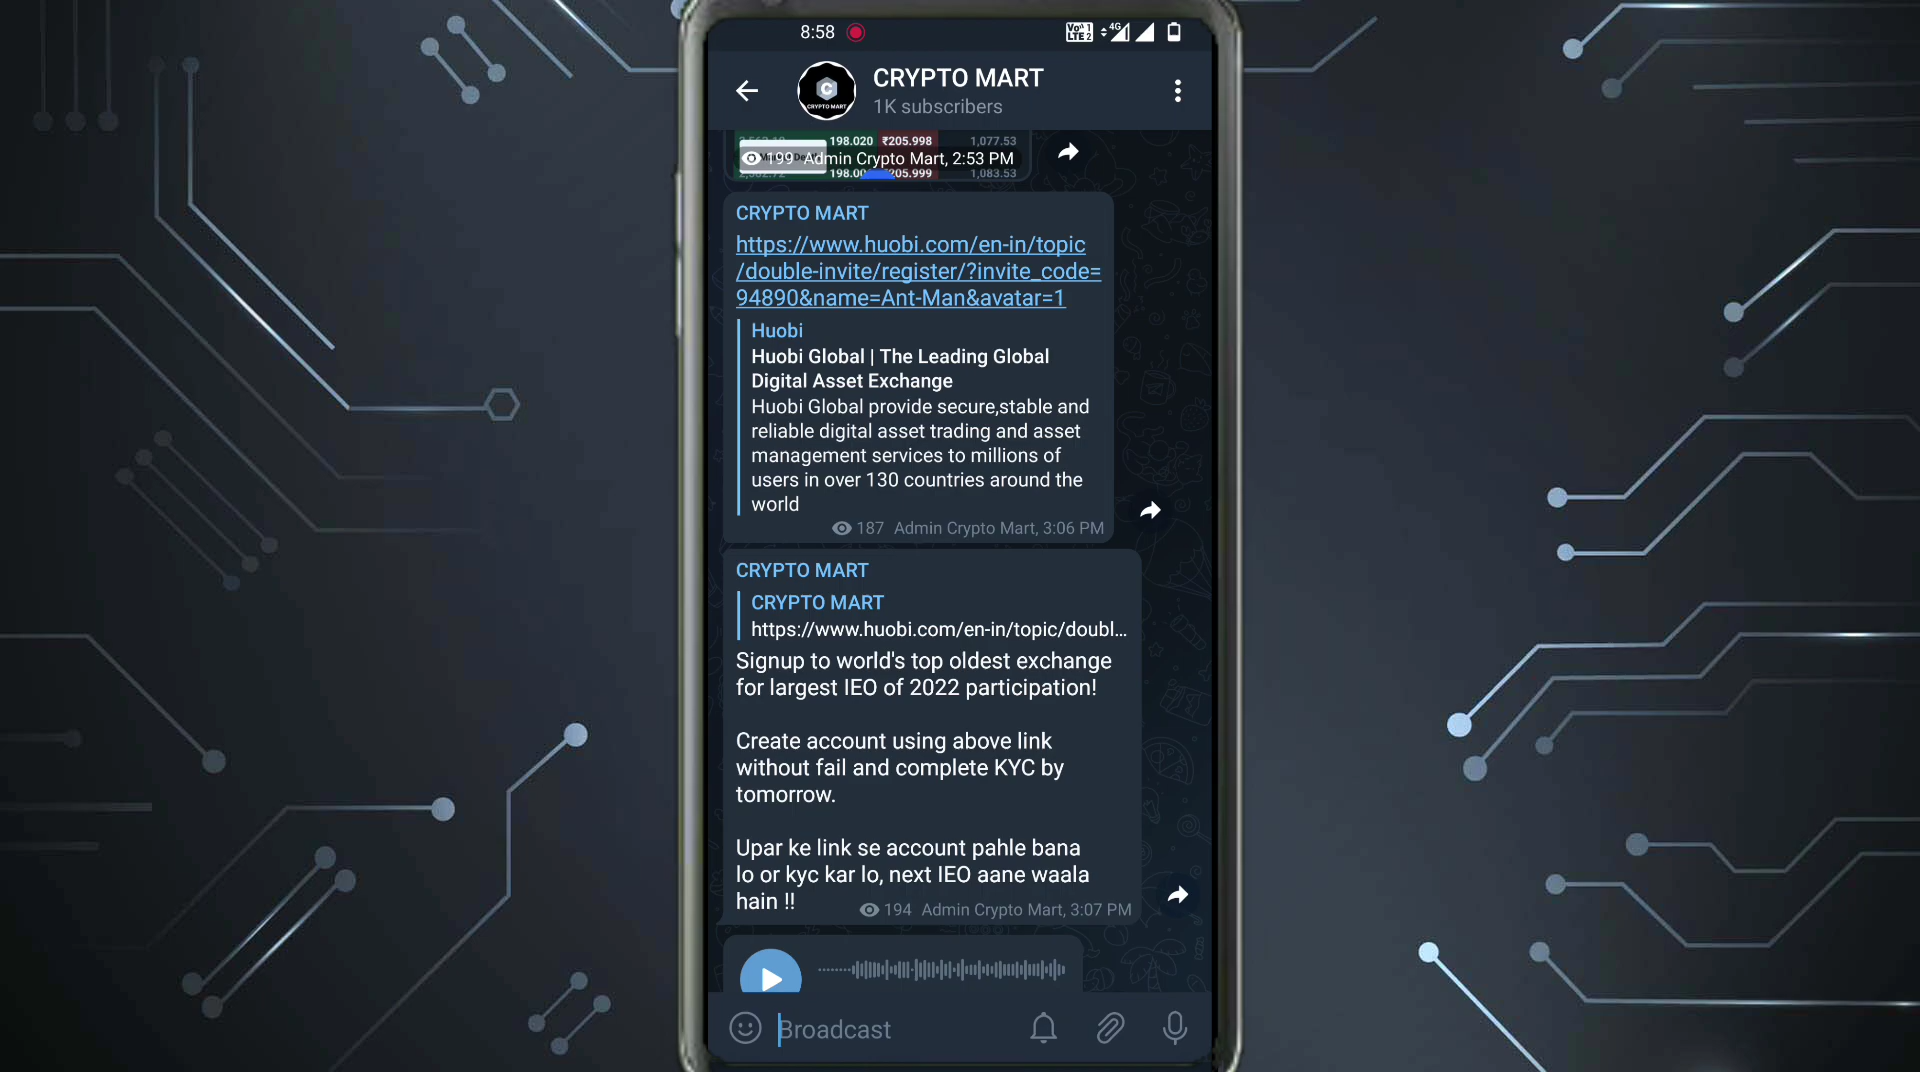 8:58
Vo)) 1
LTE 2
4G
CRYPTO MART
1K subscribers
CRYPTO MART
198.020 ₹205.998 1,077.53
199 Admin Crypto Mart, 2:53 PM
205.999 1,083.53
CRYPTO MART
https://www.huobi.com/en-in/topic
/double-invite/register/?invite_code=
94890&name=Ant-Man&avatar=1
Huobi
Huobi Global | The Leading Global
Digital Asset Exchange
Huobi Global provide secure,stable and
reliable digital asset trading and asset
management services to millions of
users in over 130 countries around the
world
187 Admin Crypto Mart, 3:06 PM
CRYPTO MART
CRYPTO MART
https://www.huobi.com/en-in/topic/doubl...
Signup to world's top oldest exchange
for largest IEO of 2022 participation!
Create account using above link
without fail and complete KYC by
tomorrow.
Upar ke link se account pahle bana
lo or kyc kar lo, next IEO aane waala
hain !!
194 Admin Crypto Mart, 3:07 PM
Broadcast